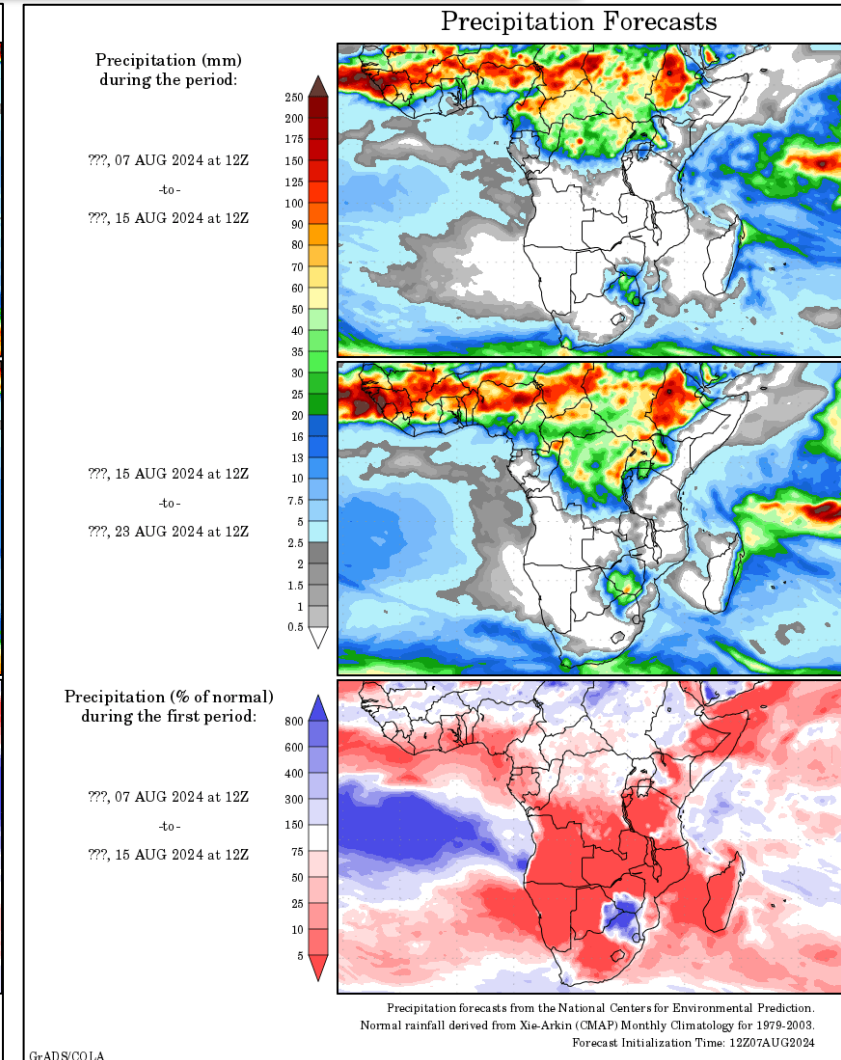 Precipitation Forecasts
Precipitation (mm)
during the period:
???, 07 AUG 2024 at 12Z
-to-
???, 15 AUG 2024 at 12Z
250
200
175
150
125
100
90
80
70
60
50
40
35
30
25
20
16
13
10
7.5
5
2.5
2
1.5
1
0.5
???, 15 AUG 2024 at 12Z
-to-
???, 23 AUG 2024 at 12Z
Precipitation (% of normal)
during the first period:
???, 07 AUG 2024 at 12Z
-to-
???, 15 AUG 2024 at 12Z
800
600
400
300
150
75
50
25
10
5
Precipitation forecasts from the National Centers for Environmental Prediction.
Normal rainfall derived from Xie-Arkin (CMAP) Monthly Climatology for 1979-2003.
Forecast Initialization Time: 12Z07AUG2024
GrADS/COLA